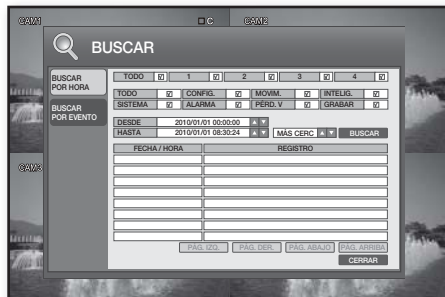 CAM1 C CAM2
BUSCAR
BUSCAR POR HORA
BUSCAR POR EVENTO
TODO 1 2 3 4
TODO CONFIG. MOVIM. INTELIG.
SISTEMA ALARMA PÉRD. V GRABAR
DESDE 2010/01/01 00:00:00
HASTA 2010/01/01 08:30:24 MÁS CERC BUSCAR
FECHA / HORA REGISTRO
CAM3
PÁG. IZQ. PÁG. DER. PÁG. ABAJO PÁG. ARRIBA
CERRAR